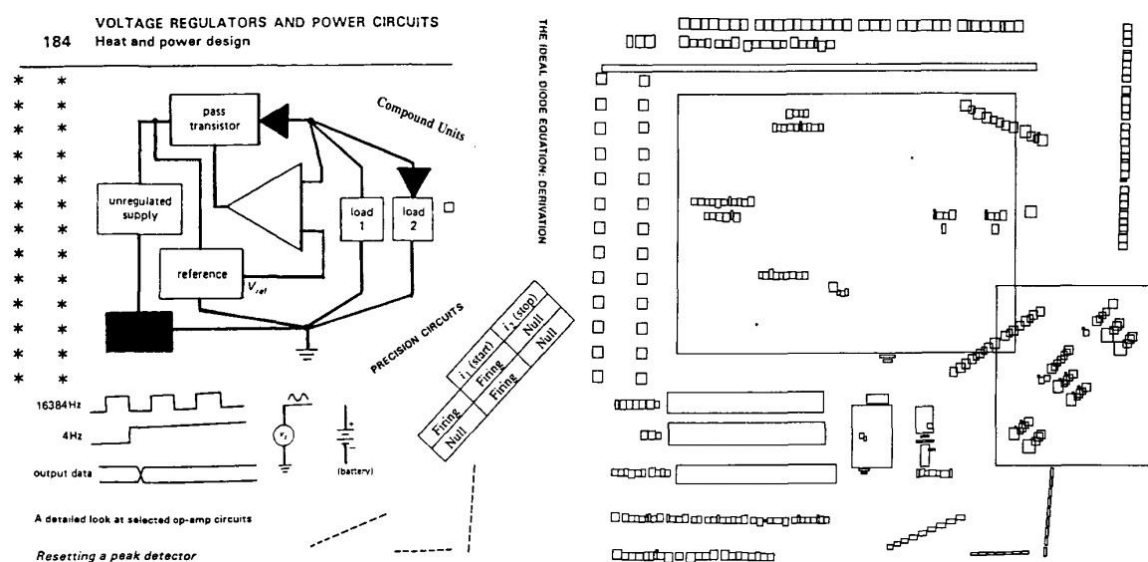 VOLTAGE REGULATORS AND POWER CIRCUITS
184 Heat and power design
THE IDEAL DIODE EQUATION: DERIVATION
pass
transistor
Compound Units
unregulated
supply
load
1
load
2
reference
Vref
PRECISION CIRCUITS
i₁ (start) i₂ (stop)
Firing Null
Firing Null
Firing
Null
16384Hz
4Hz
output data
(battery)
A detailed look at selected op-amp circuits
Resetting a peak detector